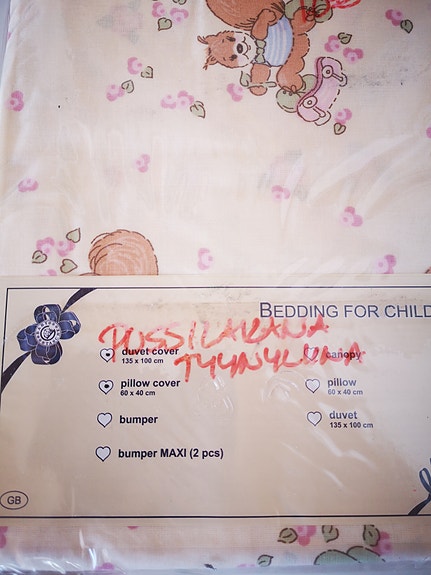 BEDDING FOR CHILD
PUSSILAKANA
TYYNYLIINA
duvet cover
135 x 100 cm
canopy
pillow cover
60 x 40 cm
pillow
60 x 40 cm
bumper
duvet
135 x 100 cm
bumper MAXI (2 pcs)
GB